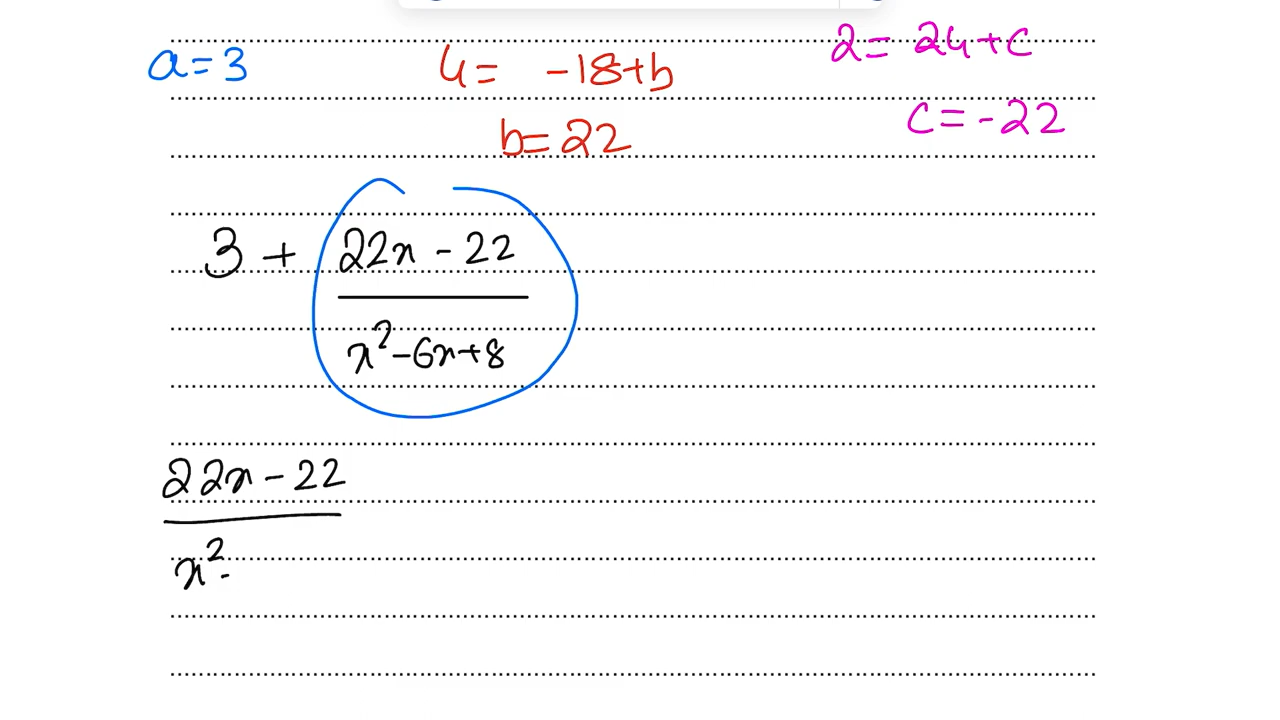 a = 3
4 = -18 + b
2 = 24 + c
b = 22
c = -22
3 + 22x - 22
x² - 6x + 8
22x - 22
x² -